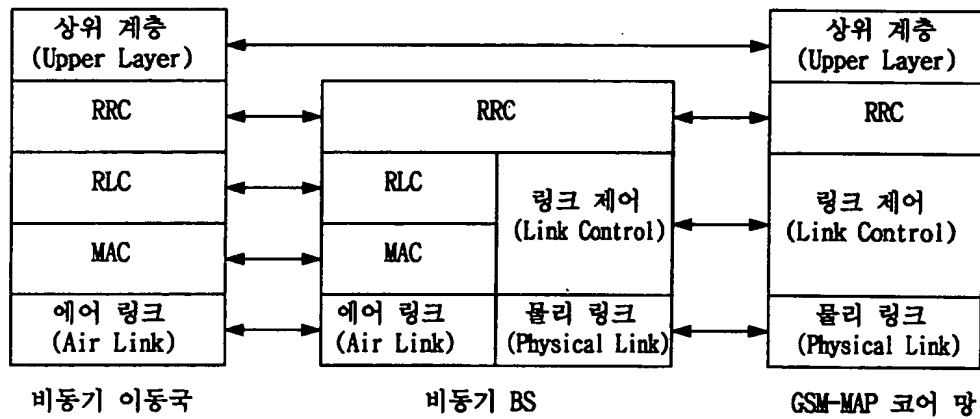 상위 계층
(Upper Layer)
상위 계층
(Upper Layer)
RRC
RRC
RRC
RLC
RLC
링크 제어
(Link Control)
링크 제어
(Link Control)
MAC
MAC
에어 링크
(Air Link)
에어 링크
(Air Link)
물리 링크
(Physical Link)
물리 링크
(Physical Link)
비동기 이동국
비동기 BS
GSM-MAP 코어 망